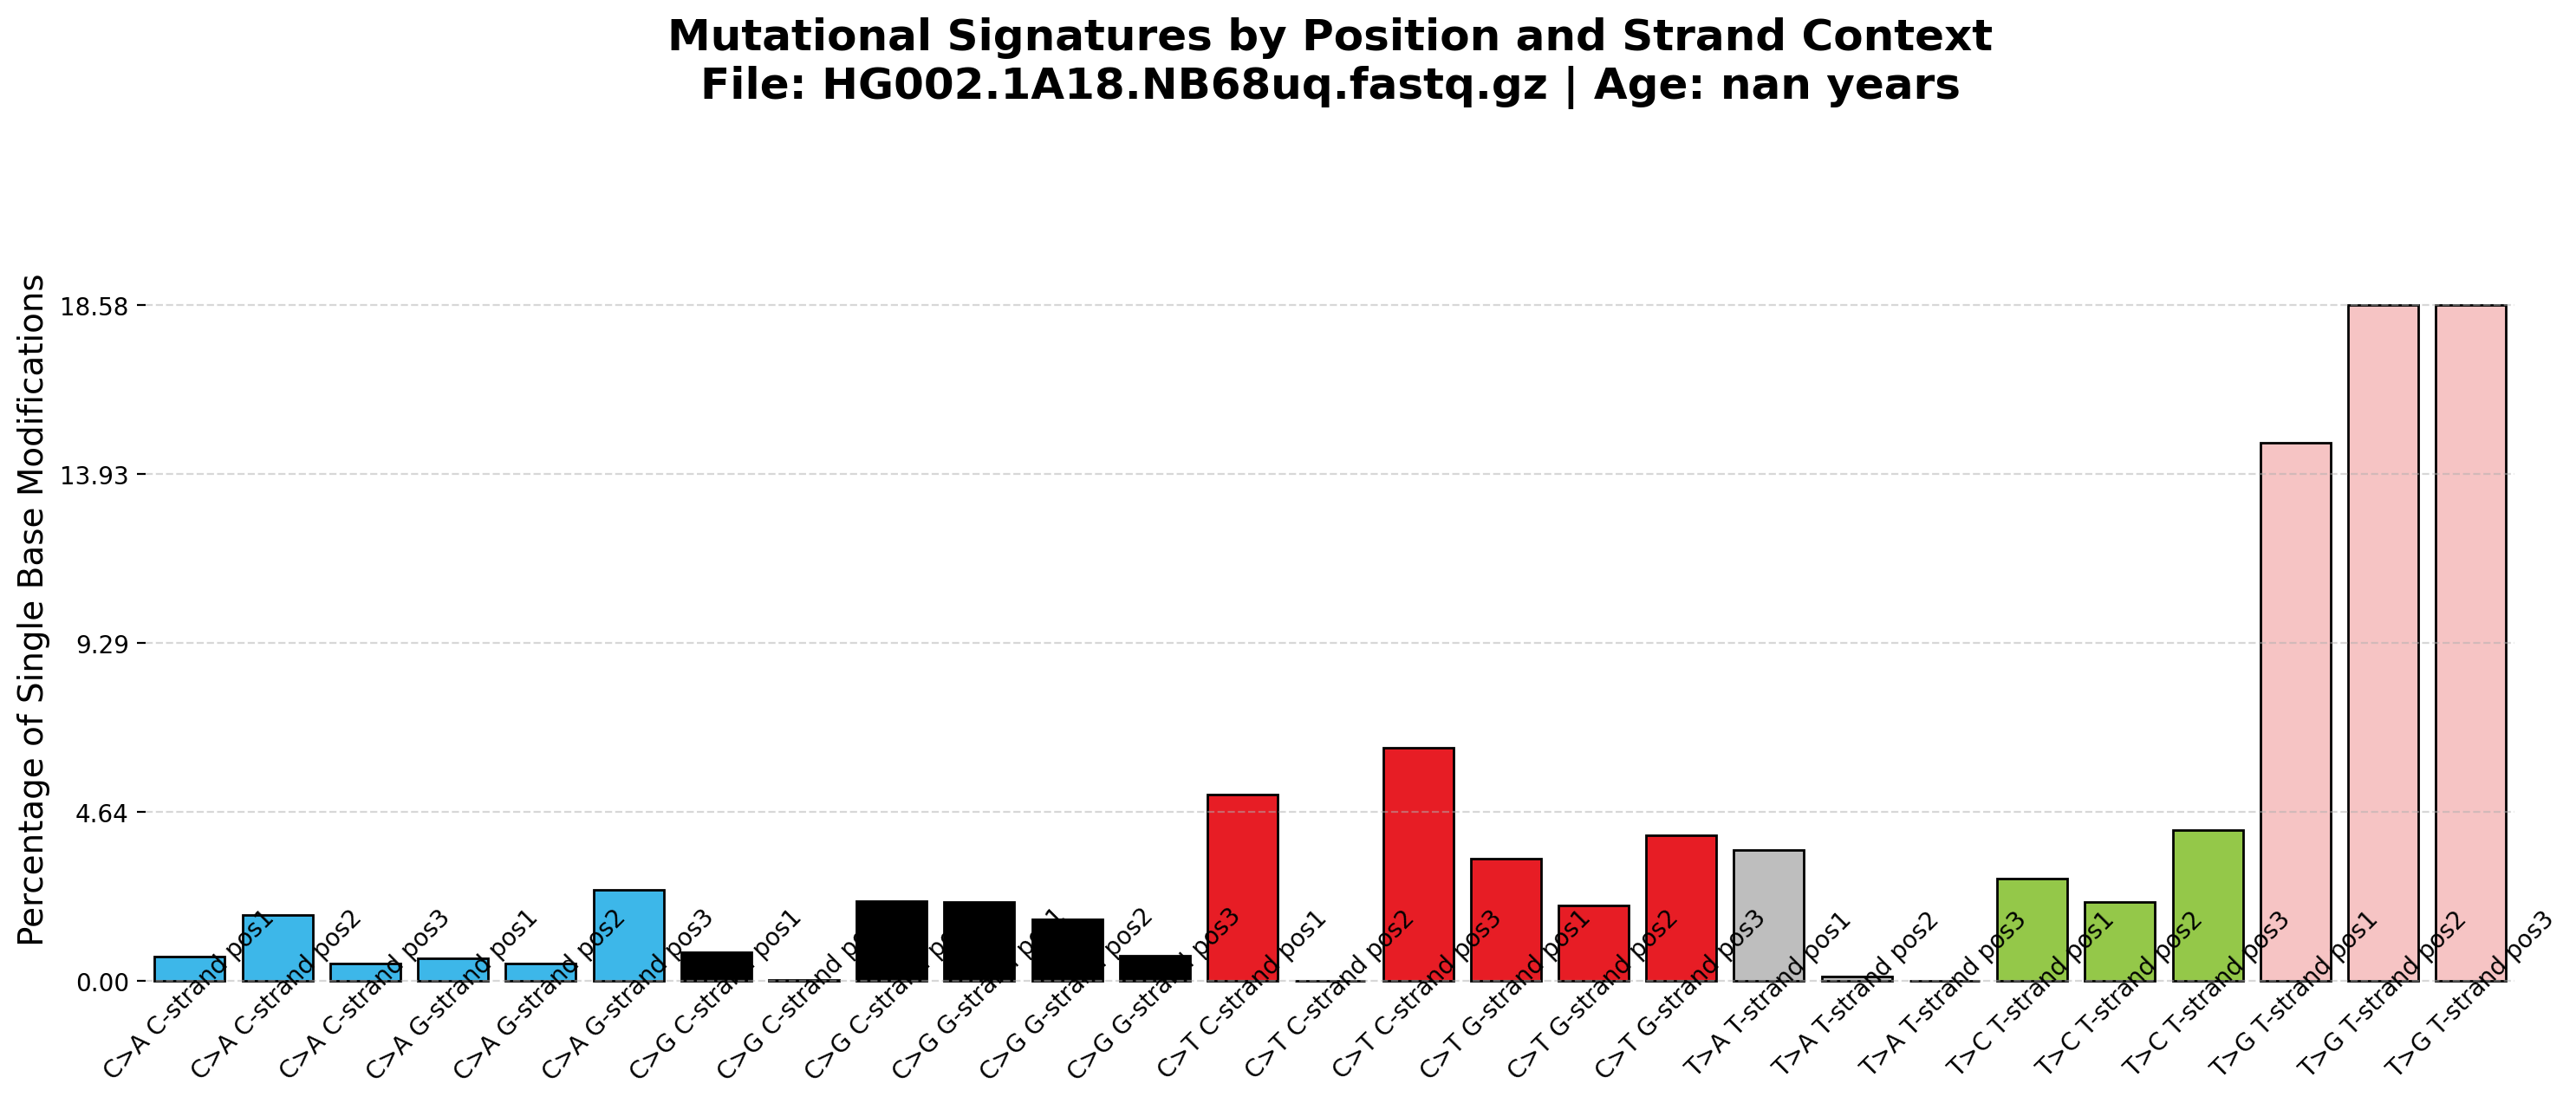 Mutational Signatures by Position and Strand Context
File: HG002.1A18.NB68uq.fastq.gz | Age: nan years
Percentage of Single Base Modifications
18.58
13.93
9.29
4.64
0.00
C>A C-strand pos1
C>A C-strand pos2
C>A C-strand pos3
C>A G-strand pos1
C>A G-strand pos2
C>A G-strand pos3
C>G C-strand pos1
C>G C-strand pos2
C>G C-strand pos3
C>G G-strand pos1
C>G G-strand pos2
C>G G-strand pos3
C>T C-strand pos1
C>T C-strand pos2
C>T C-strand pos3
C>T G-strand pos1
C>T G-strand pos2
C>T G-strand pos3
T>A T-strand pos1
T>A T-strand pos2
T>A T-strand pos3
T>C T-strand pos1
T>C T-strand pos2
T>C T-strand pos3
T>G T-strand pos1
T>G T-strand pos2
T>G T-strand pos3